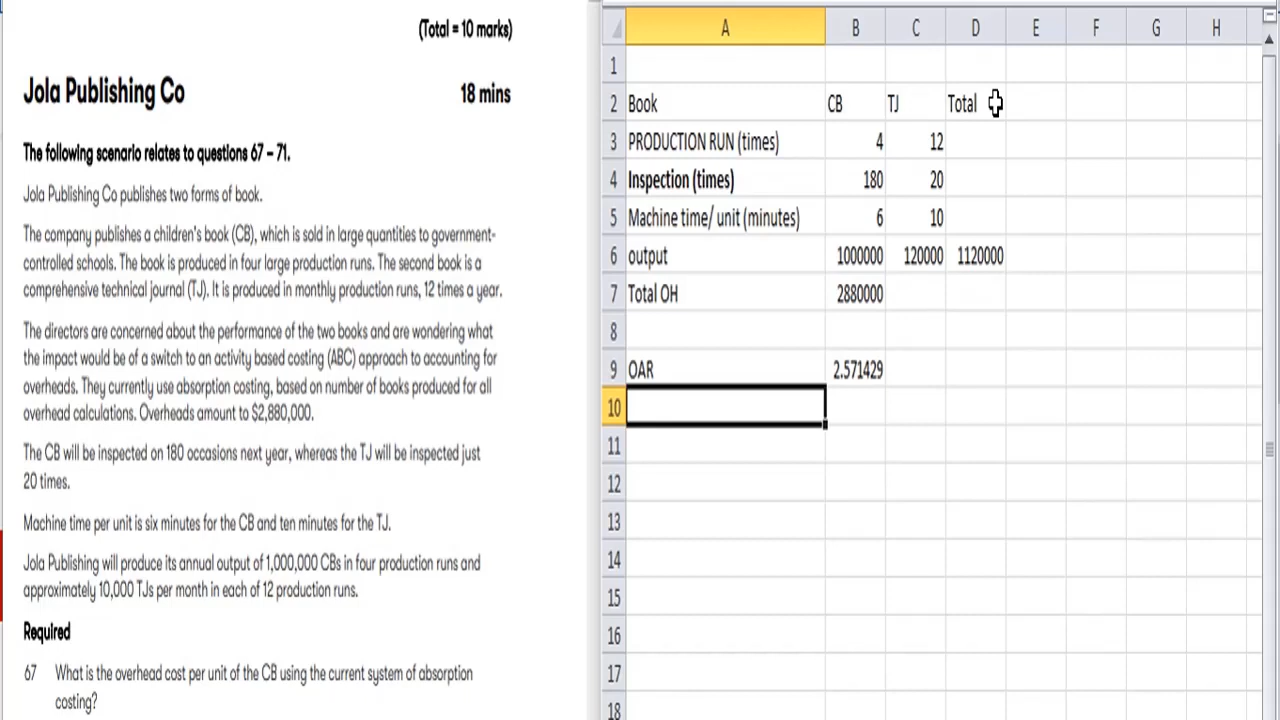 (Total = 10 marks)
Jola Publishing Co 18 mins
The following scenario relates to questions 67 – 71.
Jola Publishing Co publishes two forms of book.
The company publishes a children's book (CB), which is sold in large quantities to government-
controlled schools. The book is produced in four large production runs. The second book is a
comprehensive technical journal (TJ). It is produced in monthly production runs, 12 times a year.
The directors are concerned about the performance of the two books and are wondering what
the impact would be of a switch to an activity based costing (ABC) approach to accounting for
overheads. They currently use absorption costing, based on number of books produced for all
overhead calculations. Overheads amount to $2,880,000.
The CB will be inspected on 180 occasions next year, whereas the TJ will be inspected just
20 times.
Machine time per unit is six minutes for the CB and ten minutes for the TJ.
Jola Publishing will produce its annual output of 1,000,000 CBs in four production runs and
approximately 10,000 TJs per month in each of 12 production runs.
Required
67 What is the overhead cost per unit of the CB using the current system of absorption
costing?
A B C D E F G H
1
2 Book CB TJ Total
3 PRODUCTION RUN (times) 4 12
4 Inspection (times) 180 20
5 Machine time/ unit (minutes) 6 10
6 output 1000000 120000 1120000
7 Total OH 2880000
8
9 OAR 2.571429
10
11
12
13
14
15
16
17
18